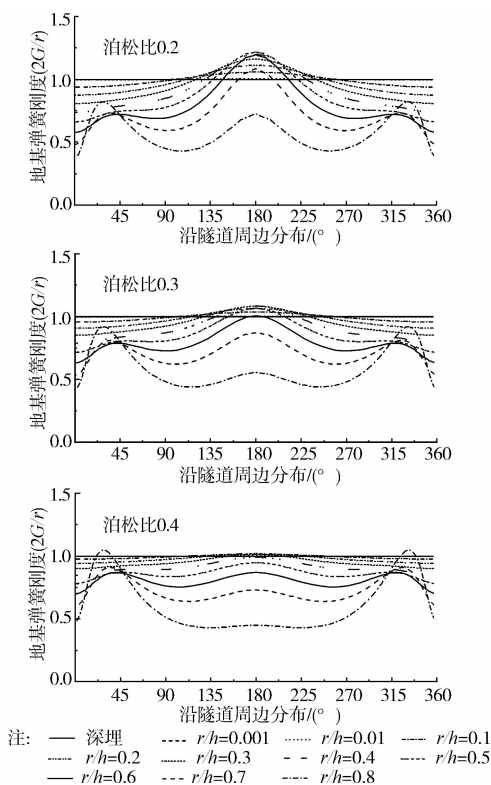 1.5
泊松比0.2
1.0
0.5
0.0
地基弹簧刚度(2G/r)
45 90 135 180 225 270 315 360
沿隧道周边分布/(° )
1.5
泊松比0.3
1.0
0.5
0.0
地基弹簧刚度(2G/r)
45 90 135 180 225 270 315 360
沿隧道周边分布/(° )
1.5
泊松比0.4
1.0
0.5
0.0
地基弹簧刚度(2G/r)
45 90 135 180 225 270 315 360
沿隧道周边分布/(° )
注: 深埋 r/h=0.001 r/h=0.01 r/h=0.1
r/h=0.2 r/h=0.3 r/h=0.4 r/h=0.5
r/h=0.6 r/h=0.7 r/h=0.8